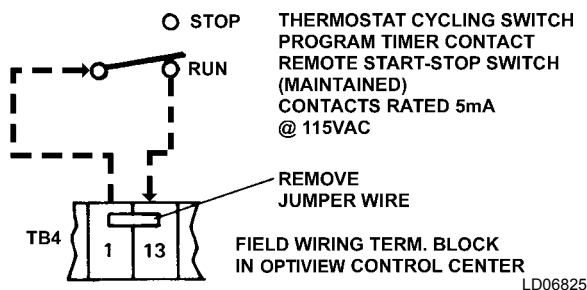 STOP
RUN
THERMOSTAT CYCLING SWITCH
PROGRAM TIMER CONTACT
REMOTE START-STOP SWITCH
(MAINTAINED)
CONTACTS RATED 5mA
@ 115VAC
REMOVE
JUMPER WIRE
TB4
1 13
FIELD WIRING TERM. BLOCK
IN OPTIVIEW CONTROL CENTER
LD06825